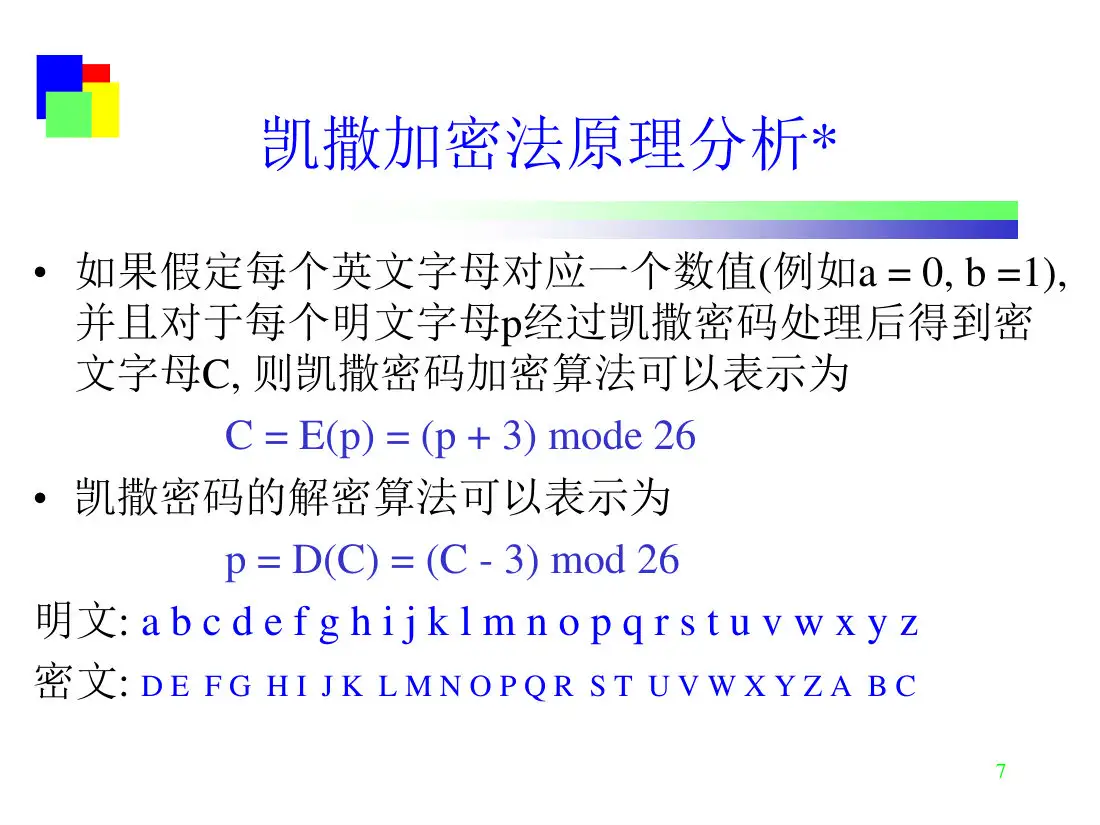 凯撒加密法原理分析*
• 如果假定每个英文字母对应一个数值(例如a = 0, b =1),
并且对于每个明文字母p经过凯撒密码处理后得到密
文字母C, 则凯撒密码加密算法可以表示为
C = E(p) = (p + 3) mode 26
• 凯撒密码的解密算法可以表示为
p = D(C) = (C - 3) mod 26
明文: a b c d e f g h i j k l m n o p q r s t u v w x y z
密文: D E F G H I J K L M N O P Q R S T U V W X Y Z A B C
7